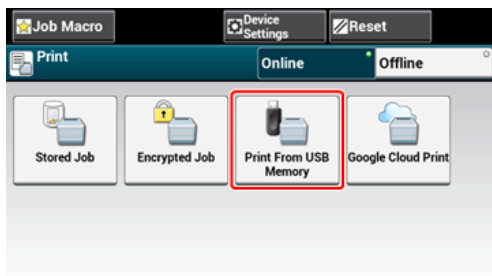 Job Macro
Device
Settings
Reset
Print
Online
Offline
Stored Job
Encrypted Job
Print From USB
Memory
Google Cloud Print